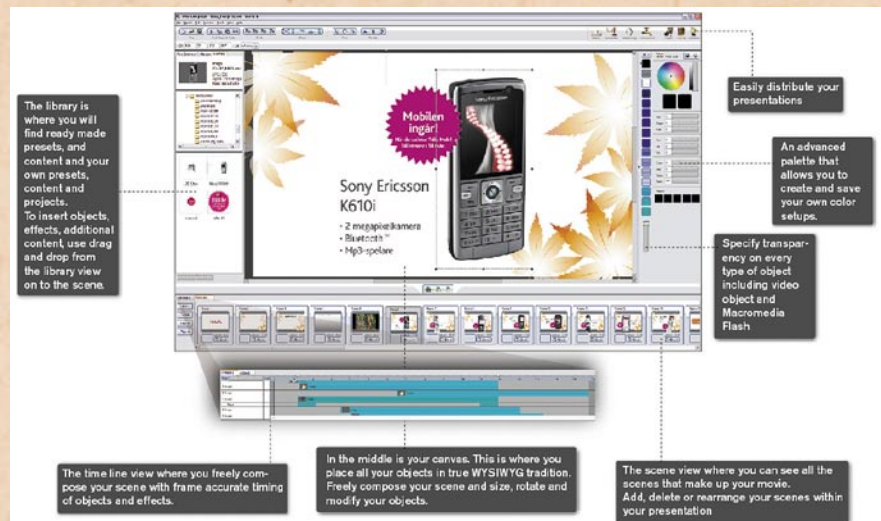 The library is
where you will
find ready made
presets, and
content and your
own presets,
content and
projects.
To insert objects,
effects, additional
content, use drag
and drop from
the library view
on to the scene.
Mobilen
ingår!
Sony Ericsson
Sony Ericsson
K610i
• 2 megapixelkamera
• Bluetooth™
• Mp3-spelare
Easily distribute your
presentations
An advanced
palette that
allows you to
create and save
your own color
setups.
Specify transpar-
ency on every
type of object
including video
object and
Macromedia
Flash
The time line view where you freely com-
pose your scene with frame accurate timing
of objects and effects.
In the middle is your canvas. This is where you
place all your objects in true WYSIWYG tradition.
Freely compose your scene and size, rotate and
modify your objects.
The scene view where you can see all the
scenes that make up your movie.
Add, delete or rearrange your scenes within
your presentation